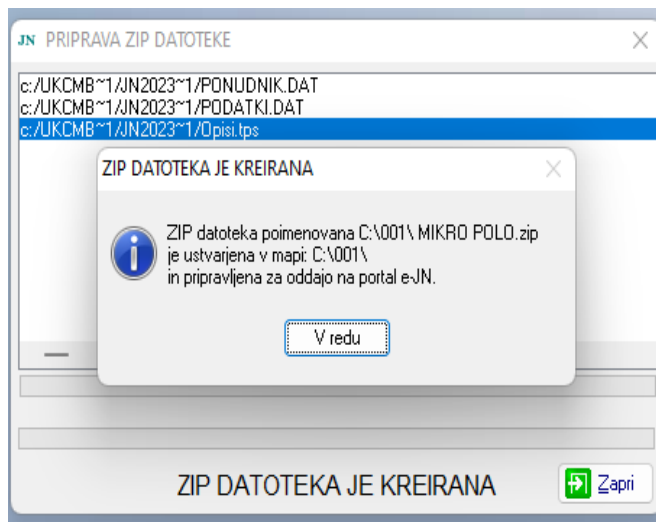 JN PRIPRAVA ZIP DATOTEKE
c:/UKCMB~1/JN2023~1/PONUDNIK.DAT
c:/UKCMB~1/JN2023~1/PODATKI.DAT
c:/UKCMB~1/JN2023~1/Opisi.tps
ZIP DATOTEKA JE KREIRANA
ZIP datoteka poimenovana C:\001\ MIKRO POLO.zip
je ustvarjena v mapi: C:\001\
in pripravljena za oddajo na portal e-JN.
V redu
ZIP DATOTEKA JE KREIRANA
Zapri